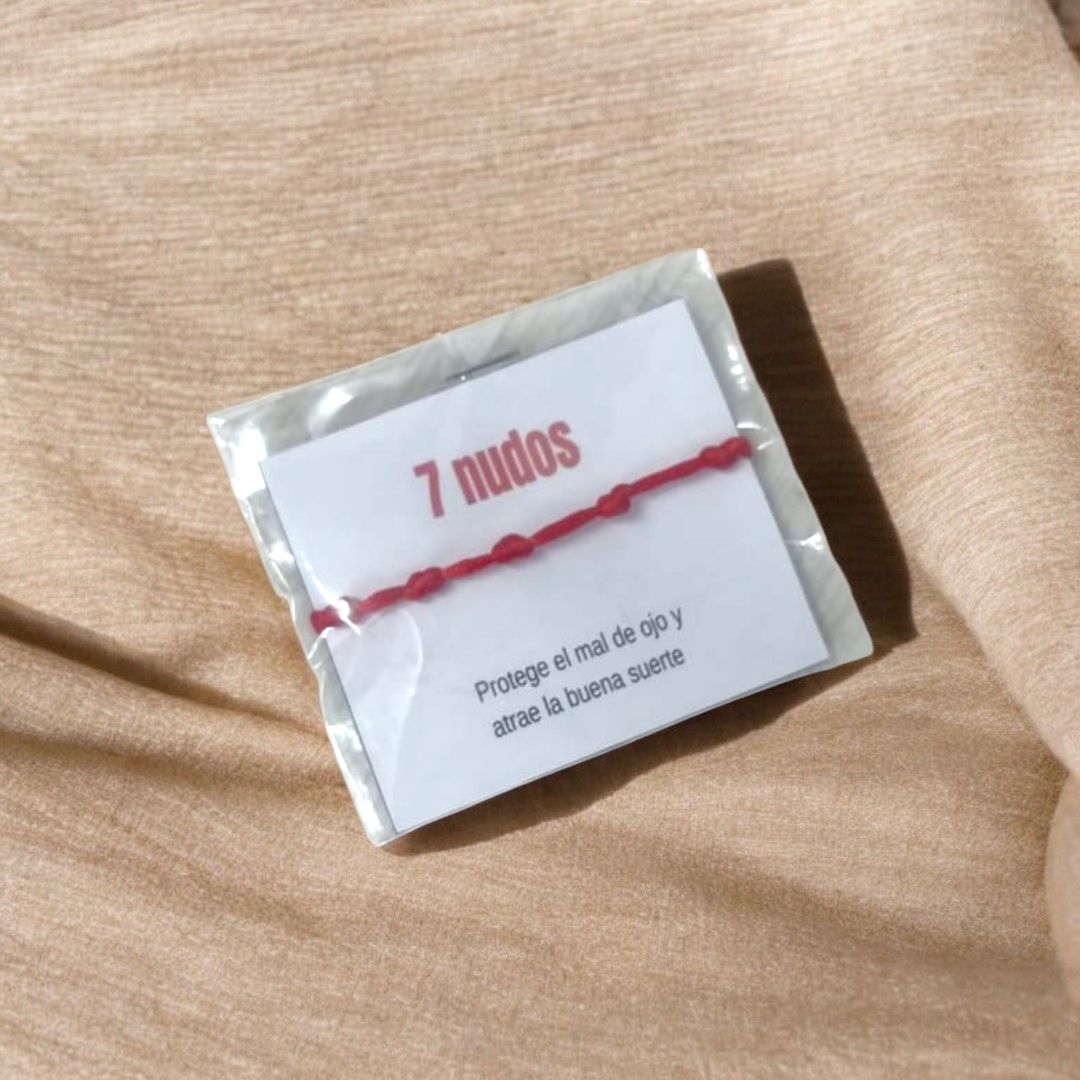 7 nudos
Protege el mal de ojo y
atrae la buena suerte